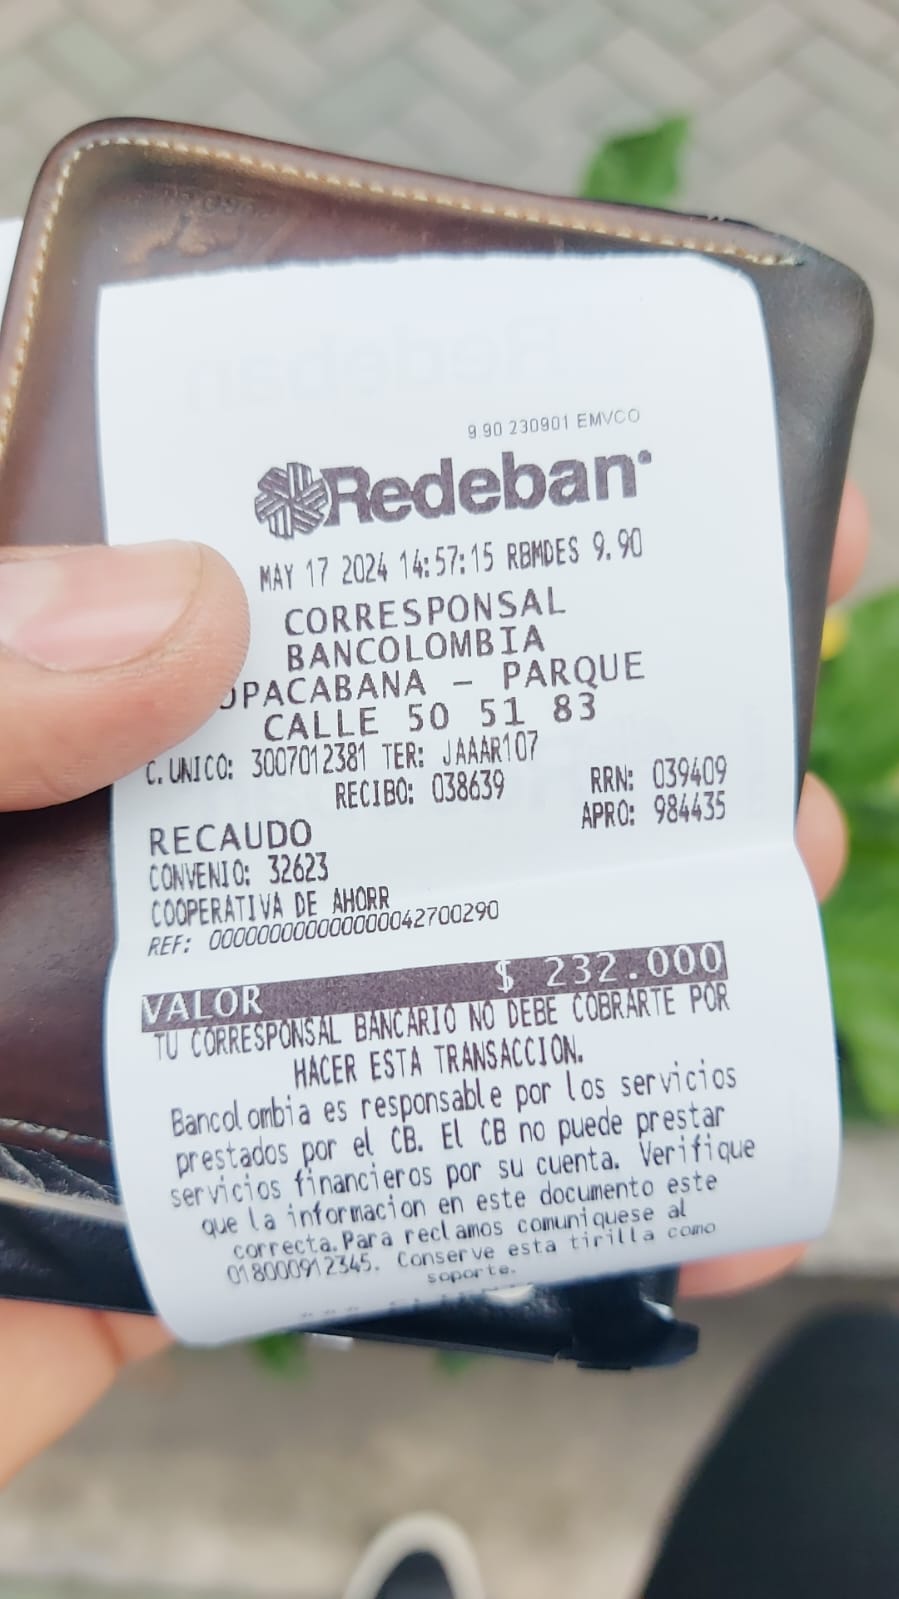 9.90 230901 EMVCO
Redeban
MAY 17 2024 14:57:15 RBMDES 9.90
CORRESPONSAL
BANCOLOMBIA
OPACABANA - PARQUE
CALLE 50 51 83
C. UNICO: 3007012381 TER: JAAAR107
RECIBO: 038639 RRN: 039409
RECAUDO APRO: 984435
CONVENIO: 32623
COOPERATIVA DE AHORR
REF: 000000000000000042700290
VALOR $ 232.000
TU CORRESPONSAL BANCARIO NO DEBE COBRARTE POR
HACER ESTA TRANSACCION.
Bancolombia es responsable por los servicios
prestados por el CB. El CB no puede prestar
servicios financieros por su cuenta. Verifique
que la informacion en este documento este
correcta. Para reclamos comuniquese al
018000912345. Conserve esta tirilla como
soporte.